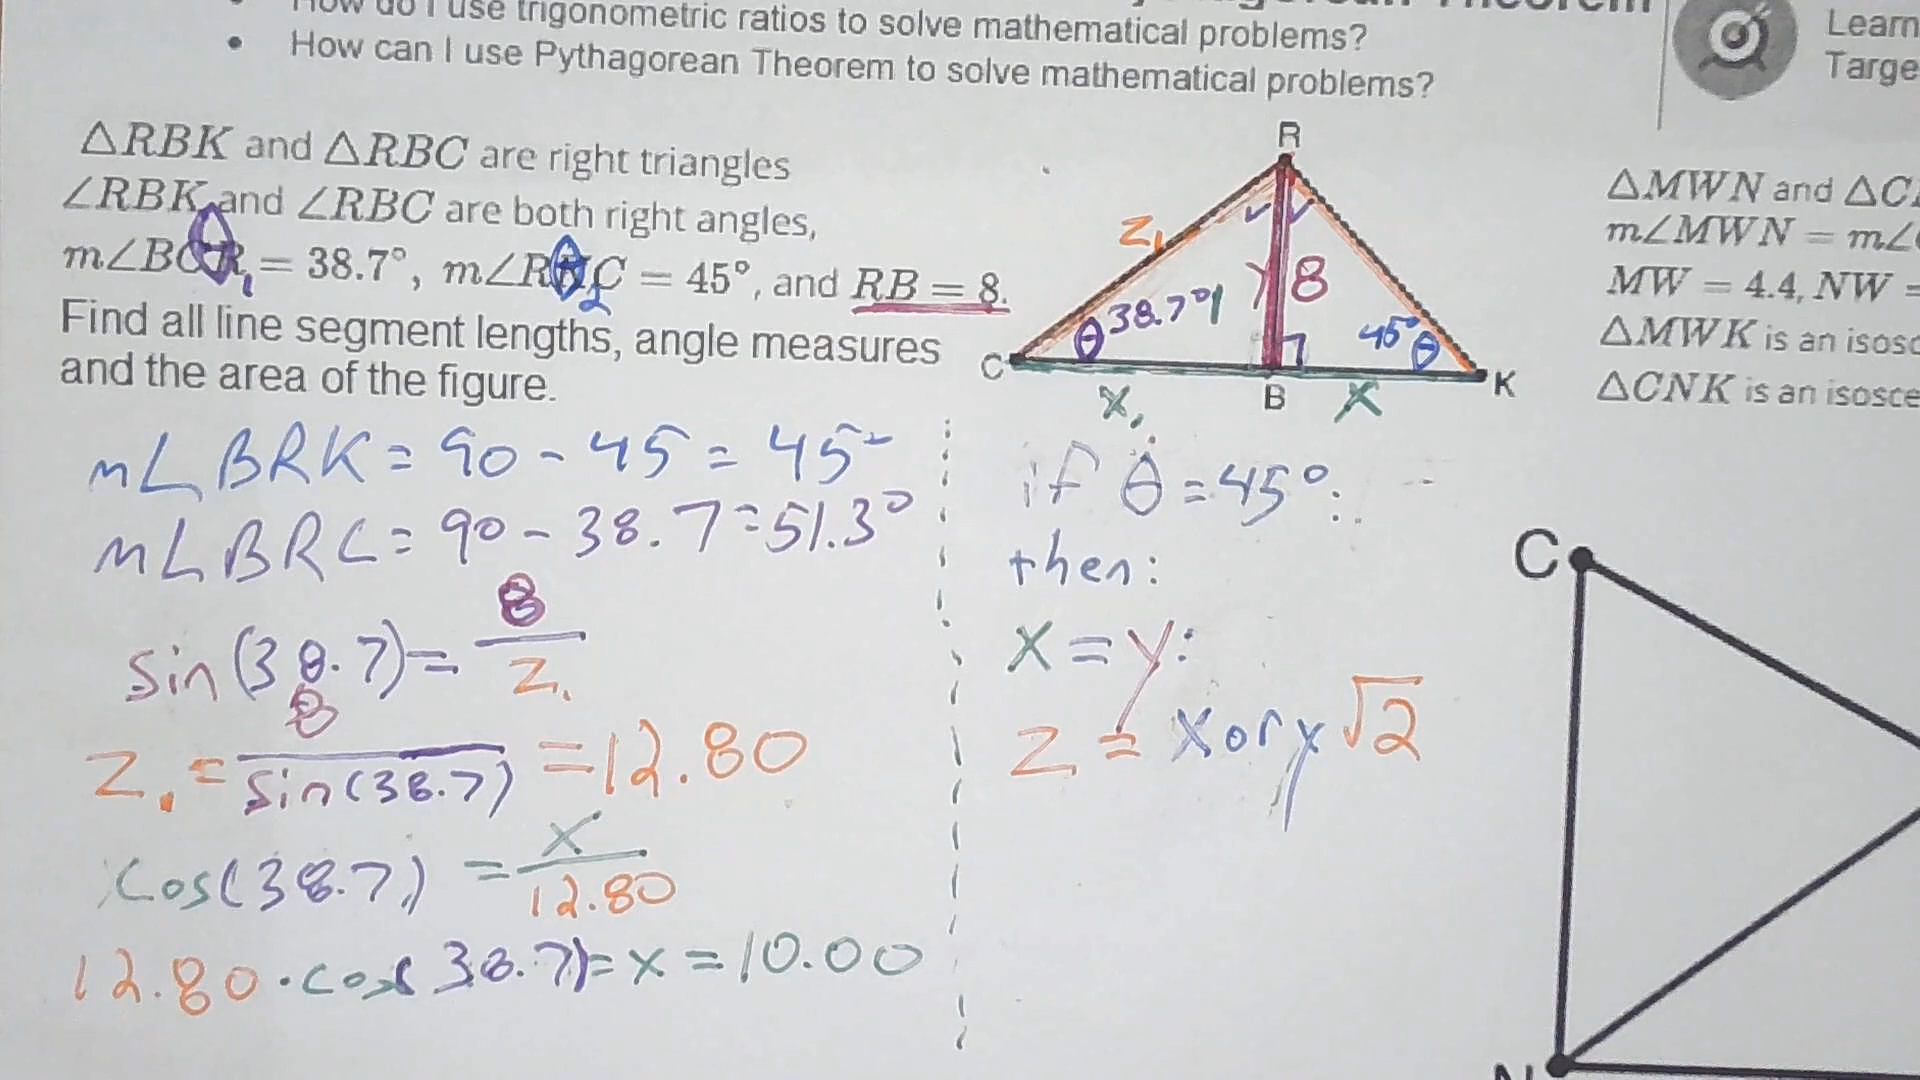 use trigonometric ratios to solve mathematical problems?
• How can I use Pythagorean Theorem to solve mathematical problems?
Learn
Targe
△RBK and △RBC are right triangles
∠RBK and ∠RBC are both right angles,
m∠BCR = 38.7°, m∠RKC = 45°, and RB = 8.
θ 1
θ 2
Find all line segment lengths, angle measures
and the area of the figure.
R
Z1
y 8
θ 38.7°
45° θ
C
B
K
X1
X
△MWN and △C
m∠MWN = m∠
MW = 4.4, NW =
△MWK is an isosc
△CNK is an isosce
m∠BRK = 90 - 45 = 45°
m∠BRC = 90 - 38.7 = 51.3°
sin(38.7) = 8/Z1
Z1 = 8/sin(38.7) = 12.80
cos(38.7) = x/12.80
12.80 · cos(38.7) = x = 10.00
if θ = 45°:
then:
x = y:
Z = x or y √2
C
N